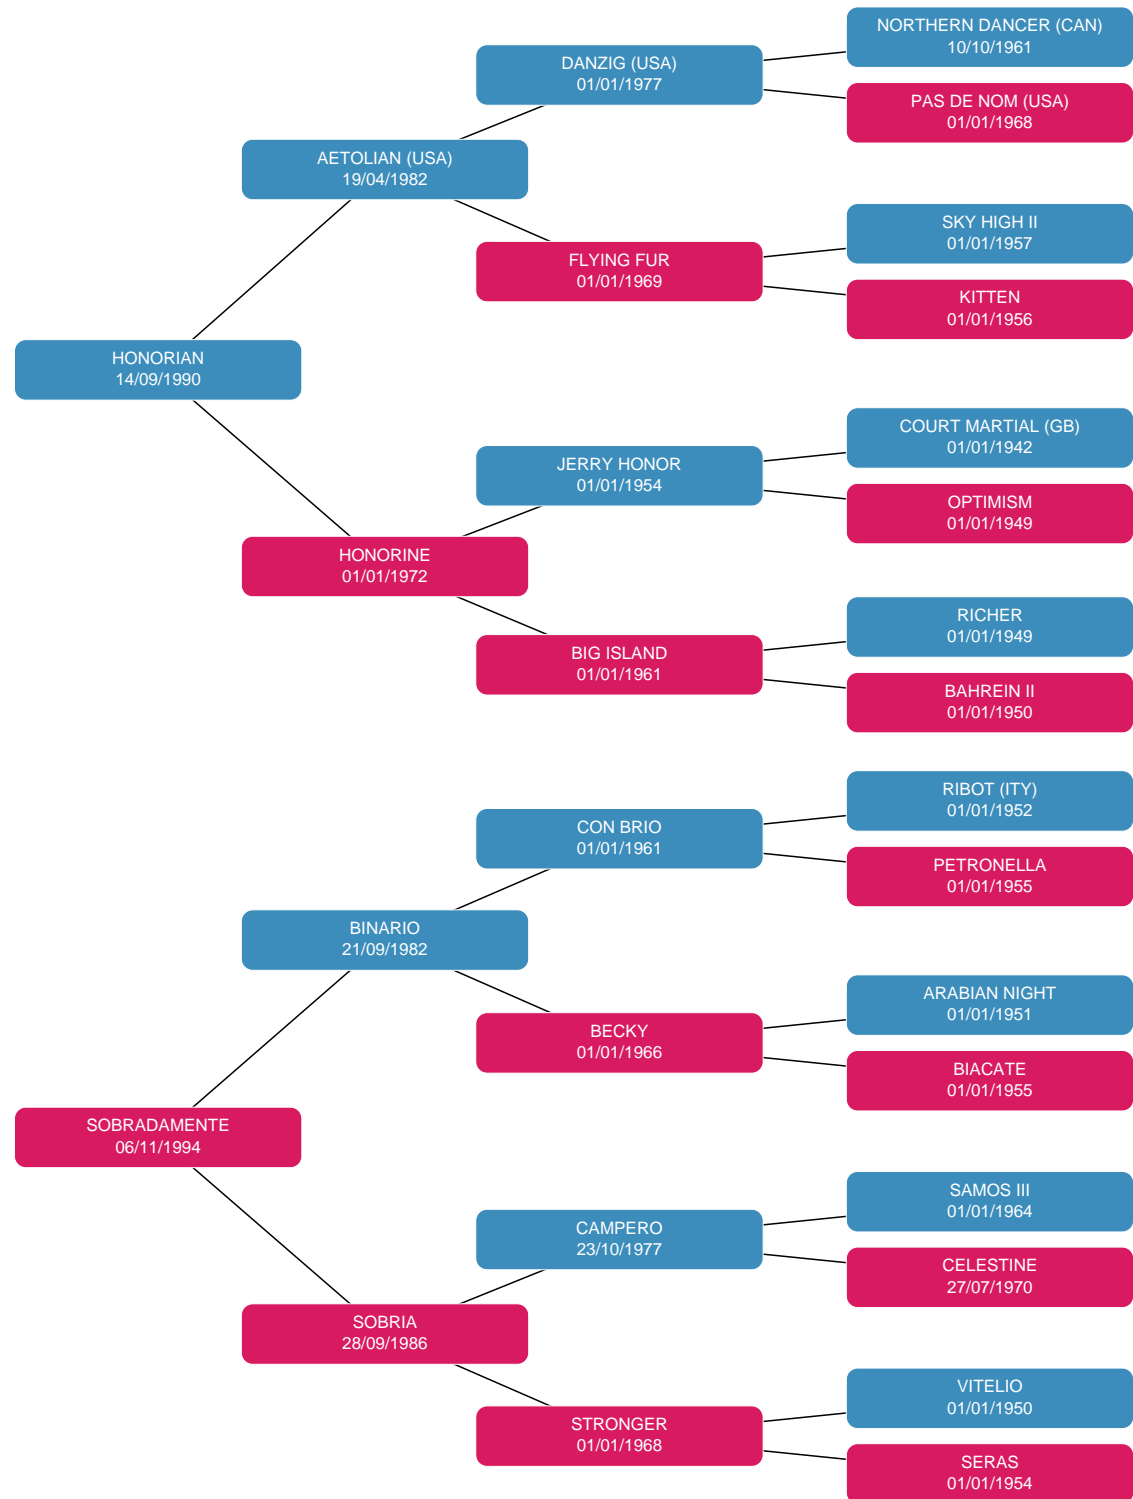 NORTHERN DANCER (CAN)
10/10/1961
DANZIG (USA)
01/01/1977
PAS DE NOM (USA)
01/01/1968
AETOLIAN (USA)
19/04/1982
SKY HIGH II
01/01/1957
FLYING FUR
01/01/1969
KITTEN
01/01/1956
HONORIAN
14/09/1990
COURT MARTIAL (GB)
01/01/1942
JERRY HONOR
01/01/1954
OPTIMISM
01/01/1949
HONORINE
01/01/1972
RICHER
01/01/1949
BIG ISLAND
01/01/1961
BAHREIN II
01/01/1950
RIBOT (ITY)
01/01/1952
CON BRIO
01/01/1961
PETRONELLA
01/01/1955
BINARIO
21/09/1982
ARABIAN NIGHT
01/01/1951
BECKY
01/01/1966
BIACATE
01/01/1955
SOBRADAMENTE
06/11/1994
SAMOS III
01/01/1964
CAMPERO
23/10/1977
CELESTINE
27/07/1970
SOBRIA
28/09/1986
VITELIO
01/01/1950
STRONGER
01/01/1968
SERAS
01/01/1954